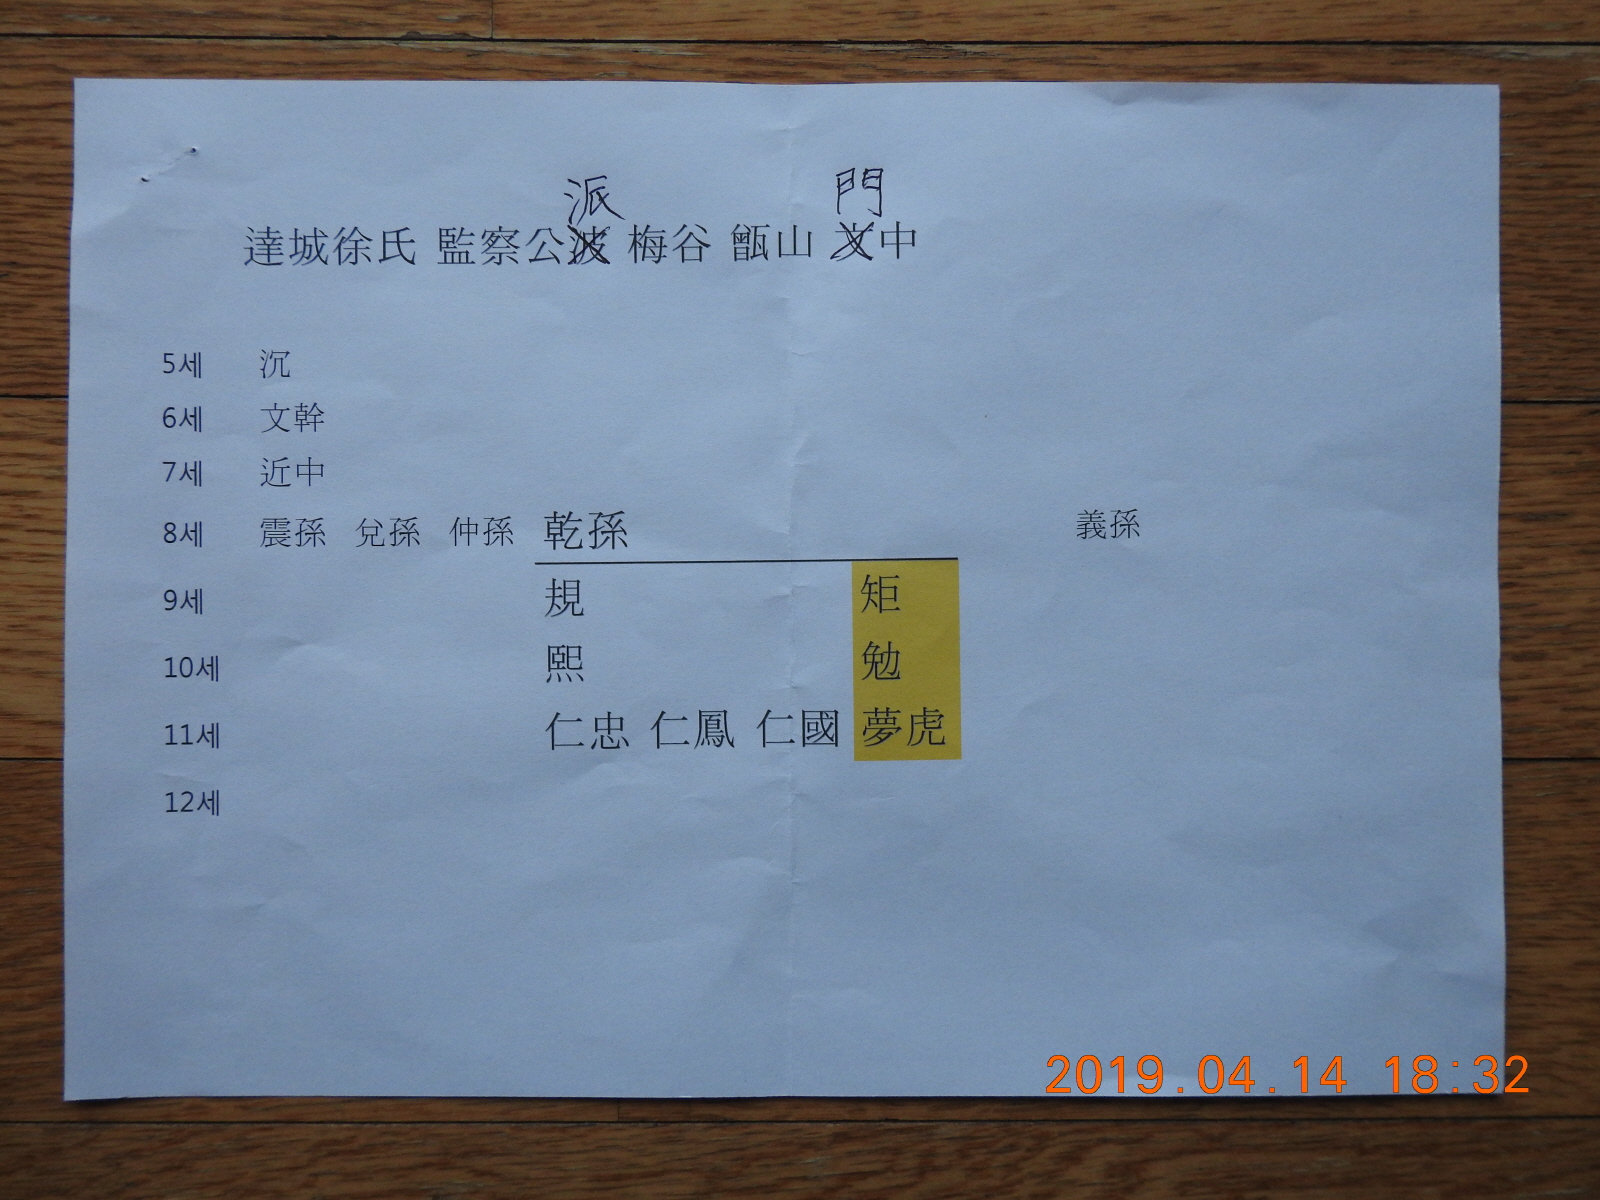 派 門
達城徐氏 監察公波 梅谷 甑山 文中
5세 沉
6세 文幹
7세 近中
8세 震孫 兌孫 仲孫 乾孫 義孫
9세 規 矩
10세 熙 勉
11세 仁忠 仁鳳 仁國 夢虎
12세
2019.04.14 18:32